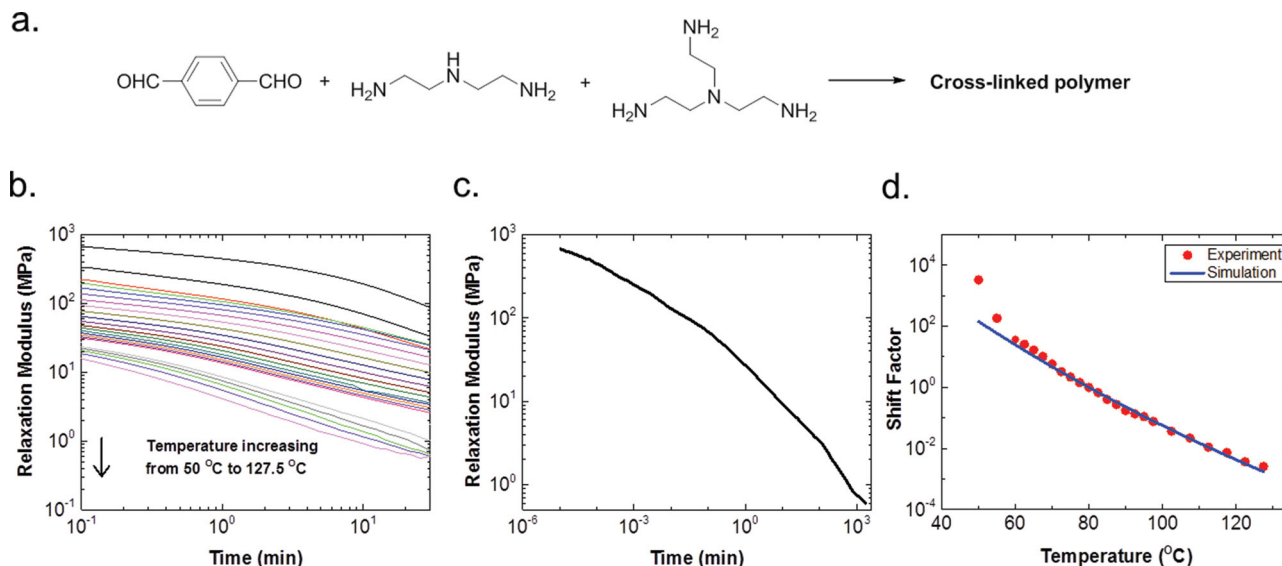 a.
OHC
CHO
+
H₂N
H
N
NH₂
+
NH₂
H₂N
N
NH₂
Cross-linked polymer
b.
Relaxation Modulus (MPa)
10³
10²
10¹
10⁰
10⁻¹
Temperature increasing
from 50 ᴼC to 127.5 ᴼC
10⁻¹ 10⁰ 10¹
Time (min)
c.
Relaxation Modulus (MPa)
10³
10²
10¹
10⁰
10⁻⁶ 10⁻³ 10⁰ 10³
Time (min)
d.
Shift Factor
10⁴
10²
10⁰
10⁻²
10⁻⁴
Experiment
Simulation
40 60 80 100 120
Temperature (ᴼC)